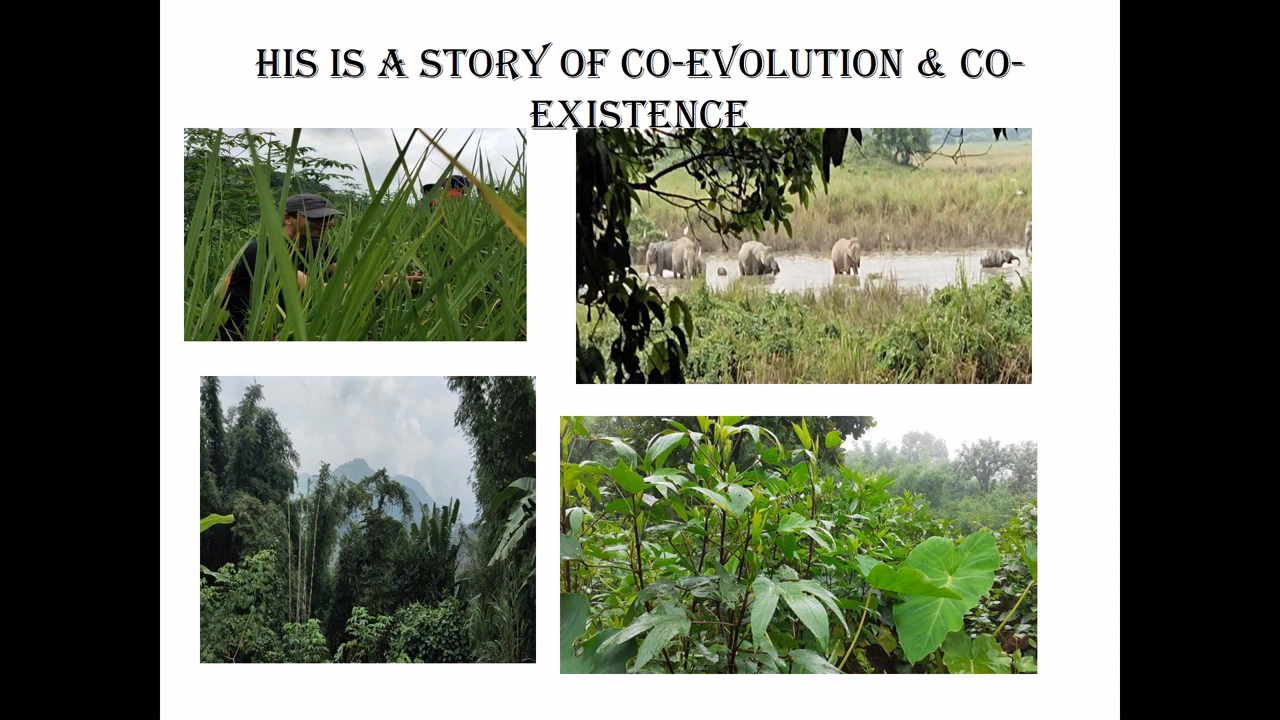 HIS IS A STORY OF CO-EVOLUTION & CO-
EXISTENCE